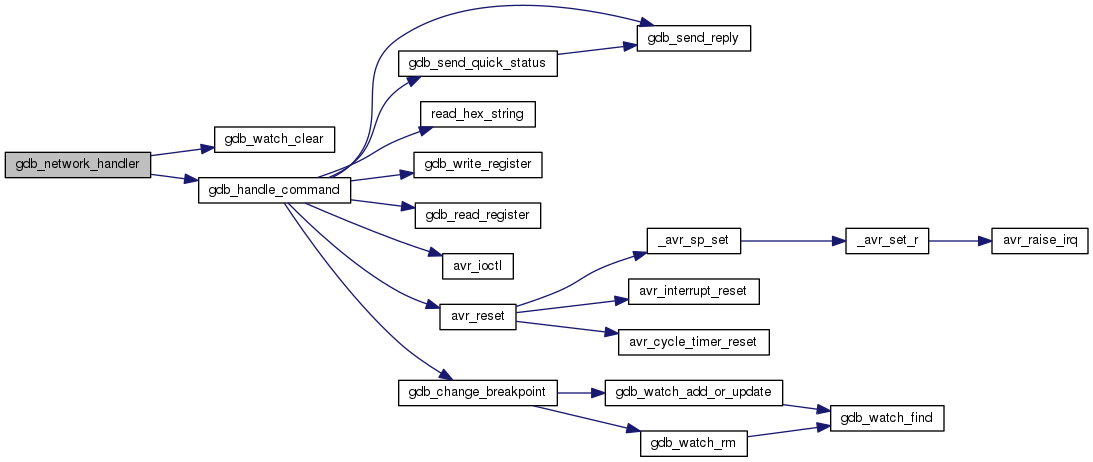 gdb_send_reply
gdb_send_quick_status
read_hex_string
gdb_watch_clear
gdb_network_handler
gdb_write_register
gdb_handle_command
gdb_read_register
_avr_sp_set
_avr_set_r
avr_raise_irq
avr_ioctl
avr_interrupt_reset
avr_reset
avr_cycle_timer_reset
gdb_change_breakpoint
gdb_watch_add_or_update
gdb_watch_find
gdb_watch_rm